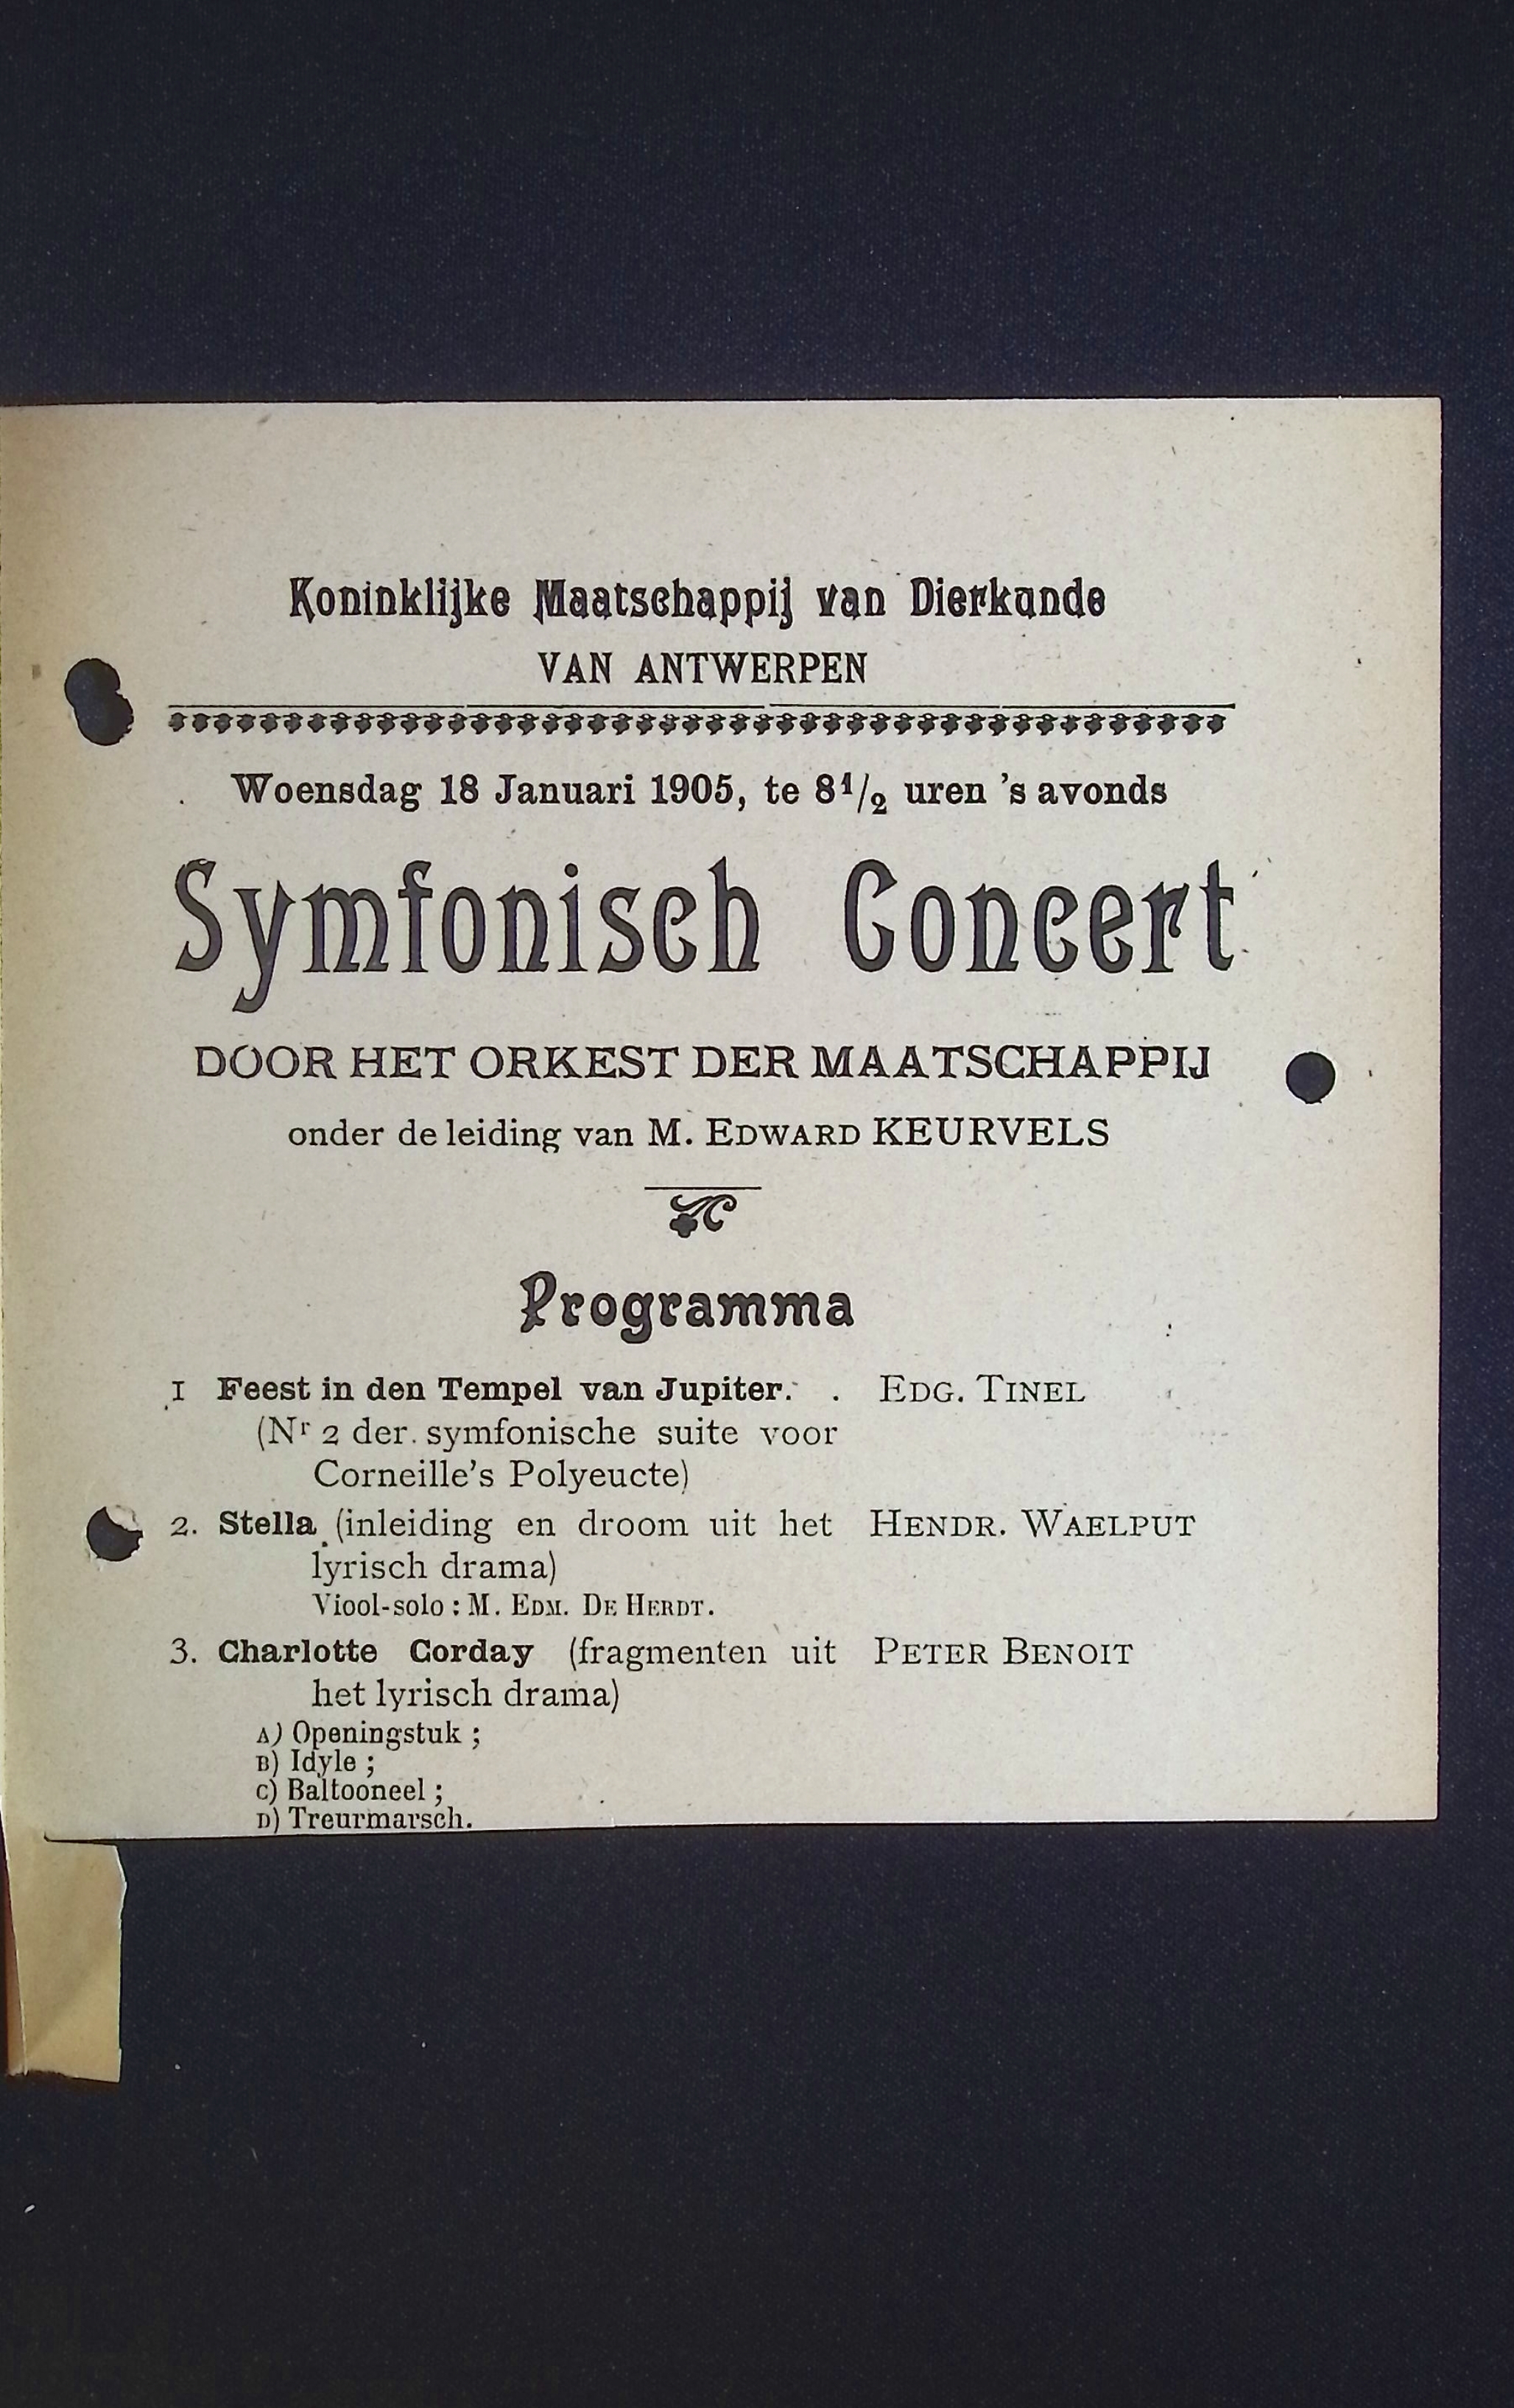 Koninklijke Maatschappij van Dierkunde
VAN ANTWERPEN
Woensdag 18 Januari 1905, te 8 1/2 uren 's avonds
Symfonisch Concert
DOOR HET ORKEST DER MAATSCHAPPIJ
onder de leiding van M. EDWARD KEURVELS
Programma
1 Feest in den Tempel van Jupiter. . EDG. TINEL
(Nr 2 der symfonische suite voor
Corneille's Polyeucte)
2. Stella (inleiding en droom uit het HENDR. WAELPUT
lyrisch drama)
Viool-solo : M. EDM. DE HERDT.
3. Charlotte Corday (fragmenten uit PETER BENOIT
het lyrisch drama)
A) Openingstuk ;
B) Idyle ;
C) Baltooneel ;
D) Treurmarsch.